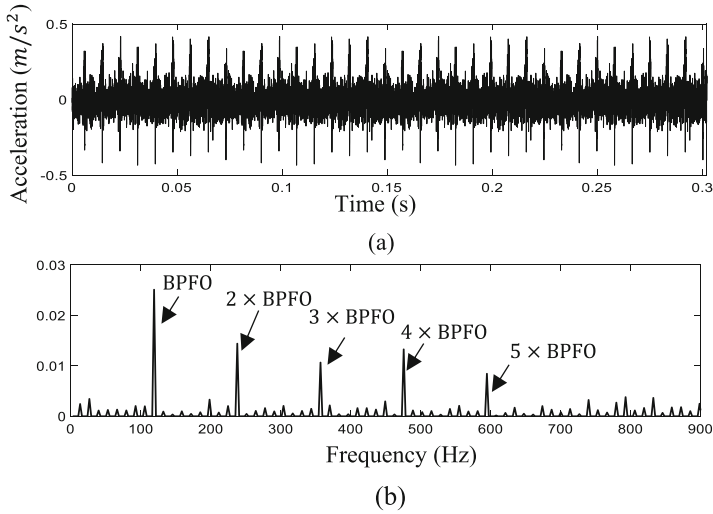 0.5
0
-0.5
Acceleration (m/s²)
0 0.05 0.1 0.15 0.2 0.25 0.3
Time (s)
(a)
0.03
0.02
0.01
0
BPFO
2 × BPFO
3 × BPFO
4 × BPFO
5 × BPFO
0 100 200 300 400 500 600 700 800 900
Frequency (Hz)
(b)